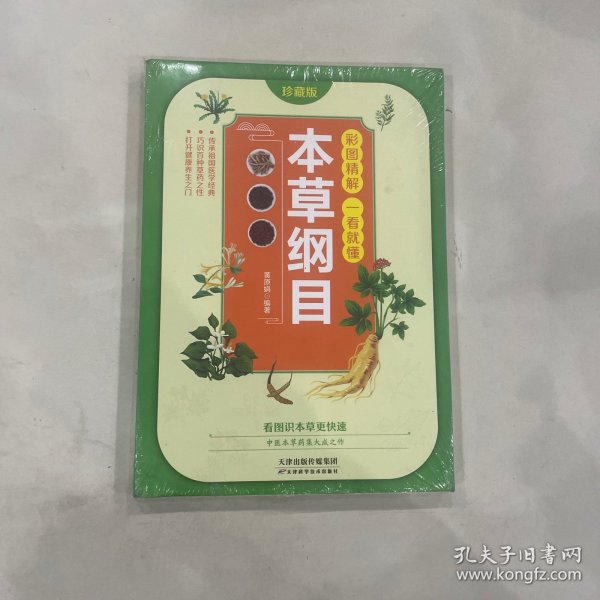 珍藏版
彩图精解 一看就懂
本草纲目
黄原娟◎编著
传承祖国医学经典
巧识百种草药之性
打开健康养生之门
看图识本草更快速
中医本草药集大成之作
天津出版传媒集团
天津科学技术出版社
孔夫子旧书网
www.kongfz.com